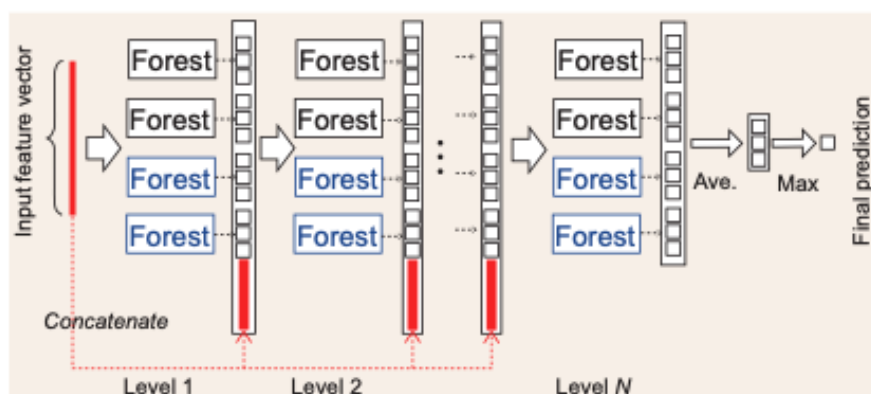 Input feature vector
Forest
Forest
Forest
Forest
Concatenate
Level 1
Forest
Forest
Forest
Forest
Level 2
...
Forest
Forest
Forest
Forest
Level N
Ave.
Max
Final prediction